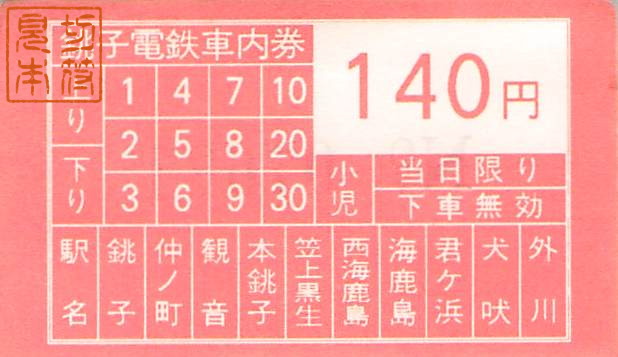 銚子電鉄車内券
140円
上り
1 4 7 10
2 5 8 20
下り
3 6 9 30
小児
当日限り
下車無効
駅名
銚子
仲ノ町
観音
本銚子
笠上黒生
西海鹿島
海鹿島
君ケ浜
犬吠
外川